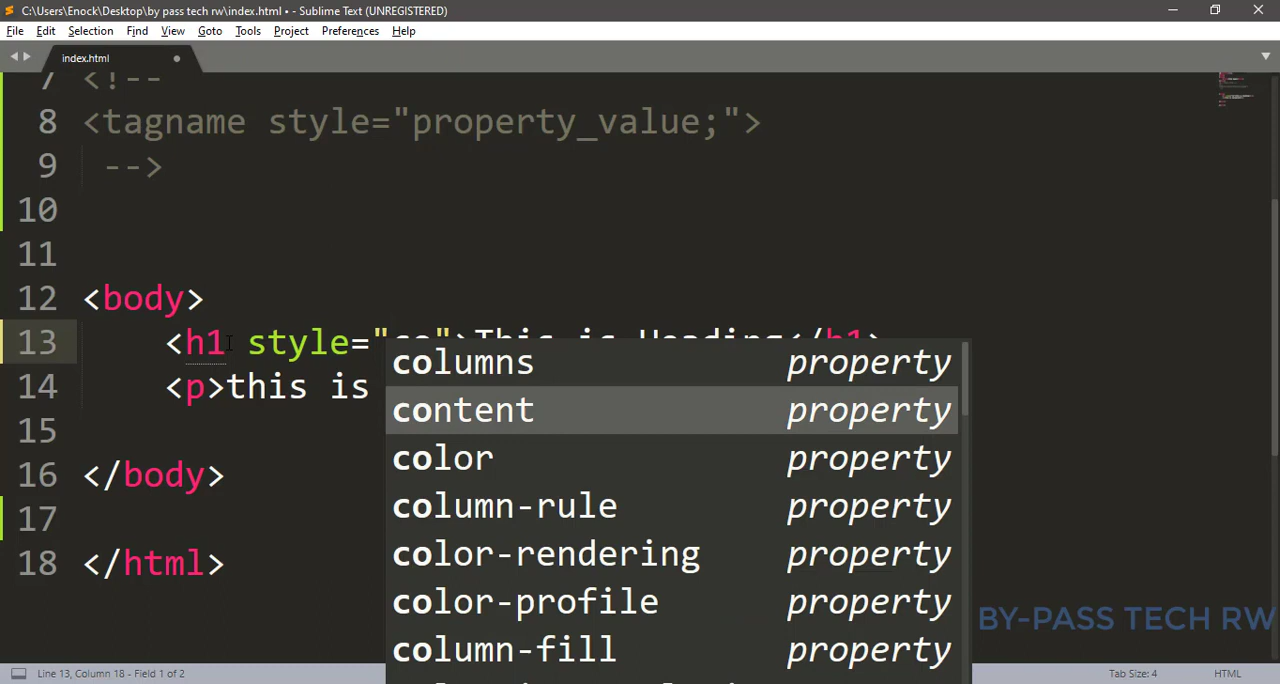 C:\Users\Enock\Desktop\by pass tech rw\index.html • - Sublime Text (UNREGISTERED)
File Edit Selection Find View Goto Tools Project Preferences Help
index.html
7 <!--
8 <tagname style="property_value;">
9 -->
10
11
12 <body>
13 <h1 style="co">This is Heading</h1>
columns property
14 <p>this is
content property
15
color property
16 </body>
column-rule property
17
color-rendering property
18 </html>
color-profile property
column-fill property
BY-PASS TECH RW
Line 13, Column 18 - Field 1 of 2
Tab Size: 4
HTML